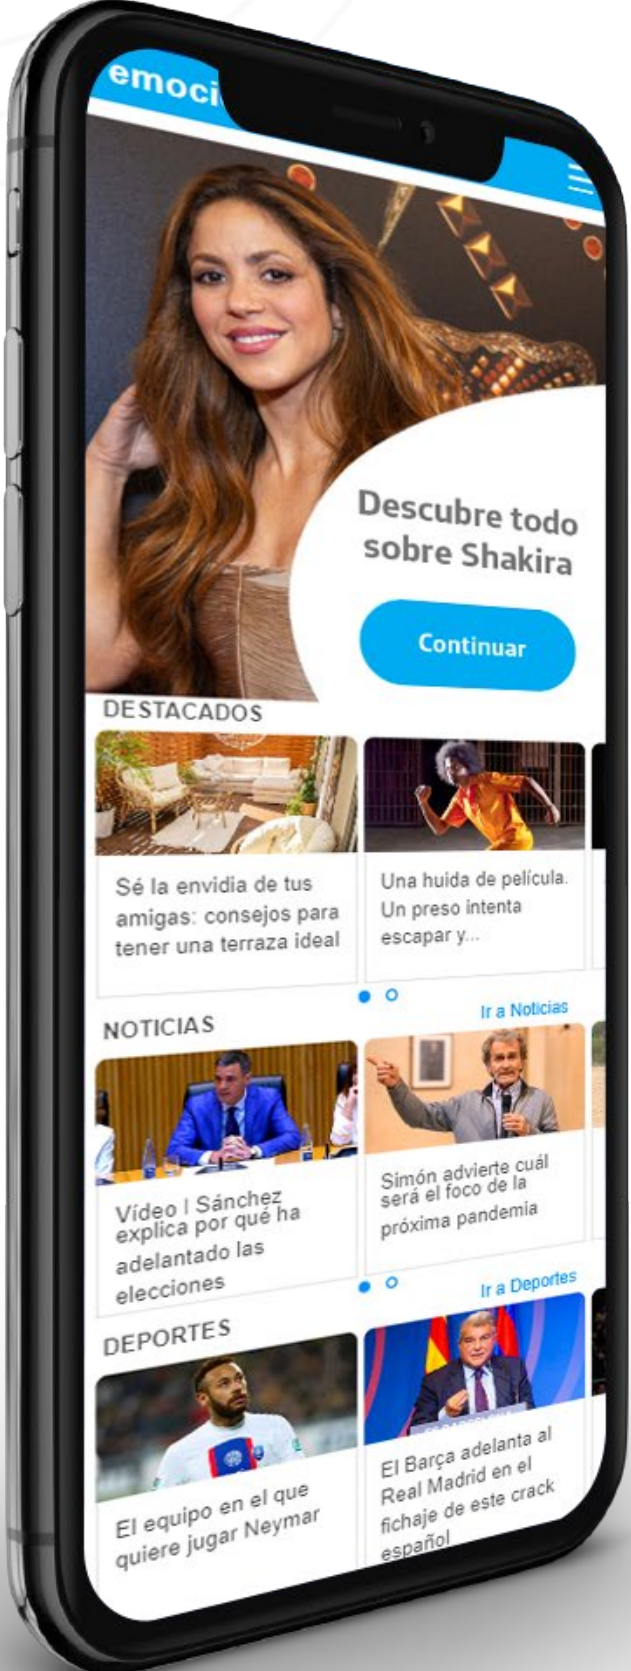 emoci
Descubre todo
sobre Shakira
Continuar
DESTACADOS
Sé la envidia de tus
amigas: consejos para
tener una terraza ideal
Una huida de película.
Un preso intenta
escapar y...
NOTICIAS
Ir a Noticias
Vídeo | Sánchez
explica por qué ha
adelantado las
elecciones
Simón advierte cuál
será el foco de la
próxima pandemia
DEPORTES
Ir a Deportes
El equipo en el que
quiere jugar Neymar
El Barça adelanta al
Real Madrid en el
fichaje de este crack
español